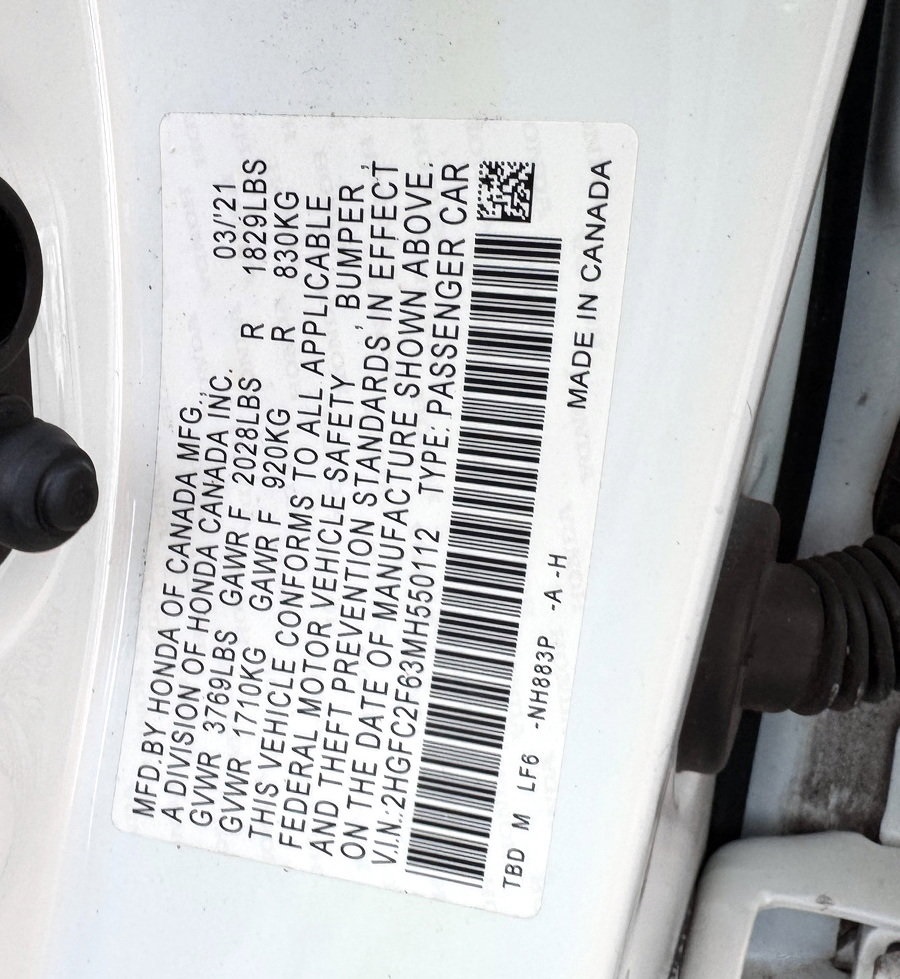 MFD.BY HONDA OF CANADA MFG.,
A DIVISION OF HONDA CANADA INC. 03/'21
GVWR 3769LBS GAWR F 2028LBS R 1829LBS
GVWR 1710KG GAWR F 920KG R 830KG
THIS VEHICLE CONFORMS TO ALL APPLICABLE
FEDERAL MOTOR VEHICLE SAFETY , BUMPER ,
AND THEFT PREVENTION STANDARDS IN EFFECT
ON THE DATE OF MANUFACTURE SHOWN ABOVE.
V.I.N.:2HGFC2F63MH550112 TYPE: PASSENGER CAR
TBD M LF6 -NH883P -A -H MADE IN CANADA